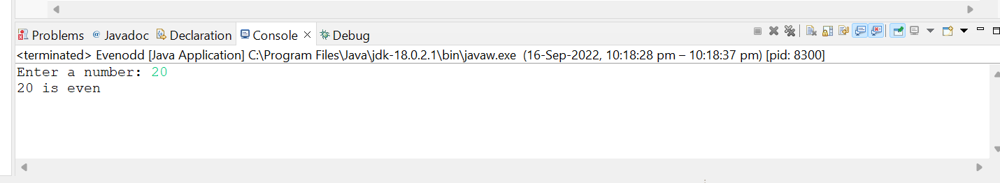 Problems @ Javadoc Declaration Console × Debug
<terminated> Evenodd [Java Application] C:\Program Files\Java\jdk-18.0.2.1\bin\javaw.exe (16-Sep-2022, 10:18:28 pm – 10:18:37 pm) [pid: 8300]
Enter a number: 20
20 is even